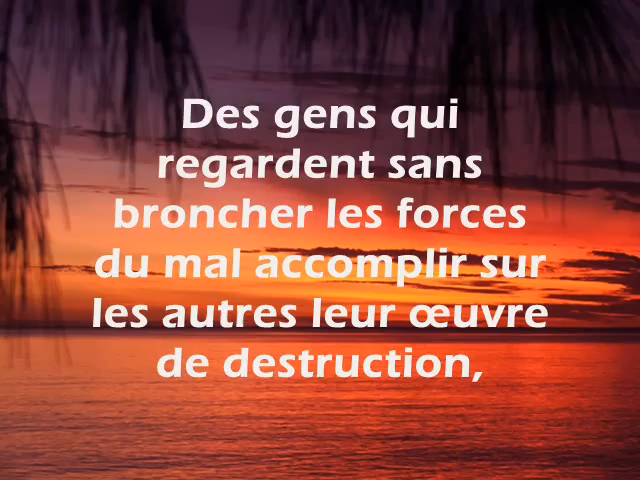 Des gens qui
regardent sans
broncher les forces
du mal accomplir sur
les autres leur œuvre
de destruction,